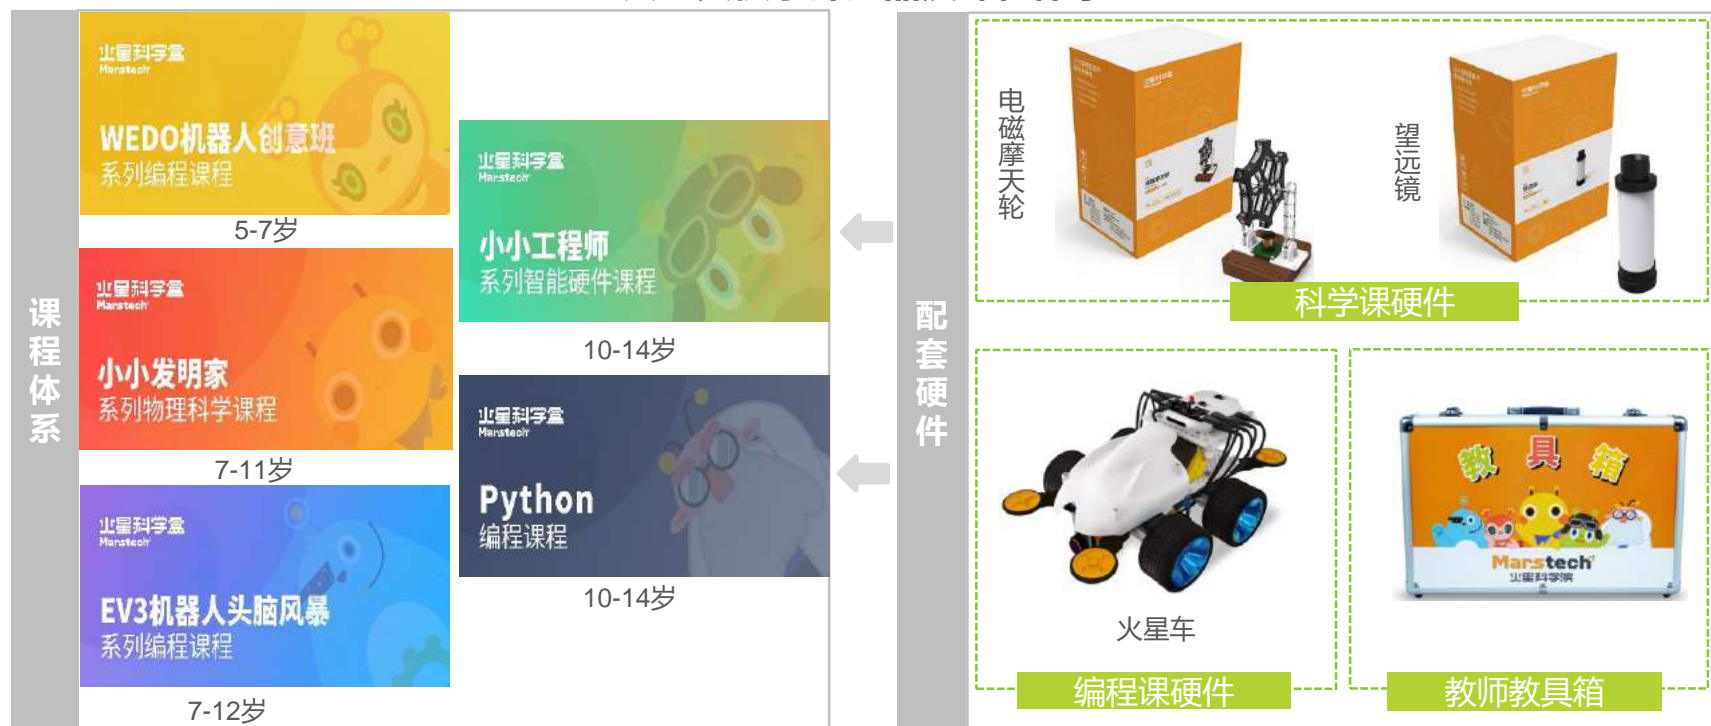 课程体系
火星科学盒
Marstech
WEDO机器人创意班
系列编程课程
5-7岁
火星科学盒
Marstech
小小发明家
系列物理科学课程
7-11岁
火星科学盒
Marstech
EV3机器人头脑风暴
系列编程课程
7-12岁
火星科学盒
Marstech
小小工程师
系列智能硬件课程
10-14岁
火星科学盒
Marstech
Python
编程课程
10-14岁
配套硬件
电磁摩天轮
望远镜
科学课硬件
火星车
编程课硬件
教具箱
Marstech
火星科学院
教师教具箱